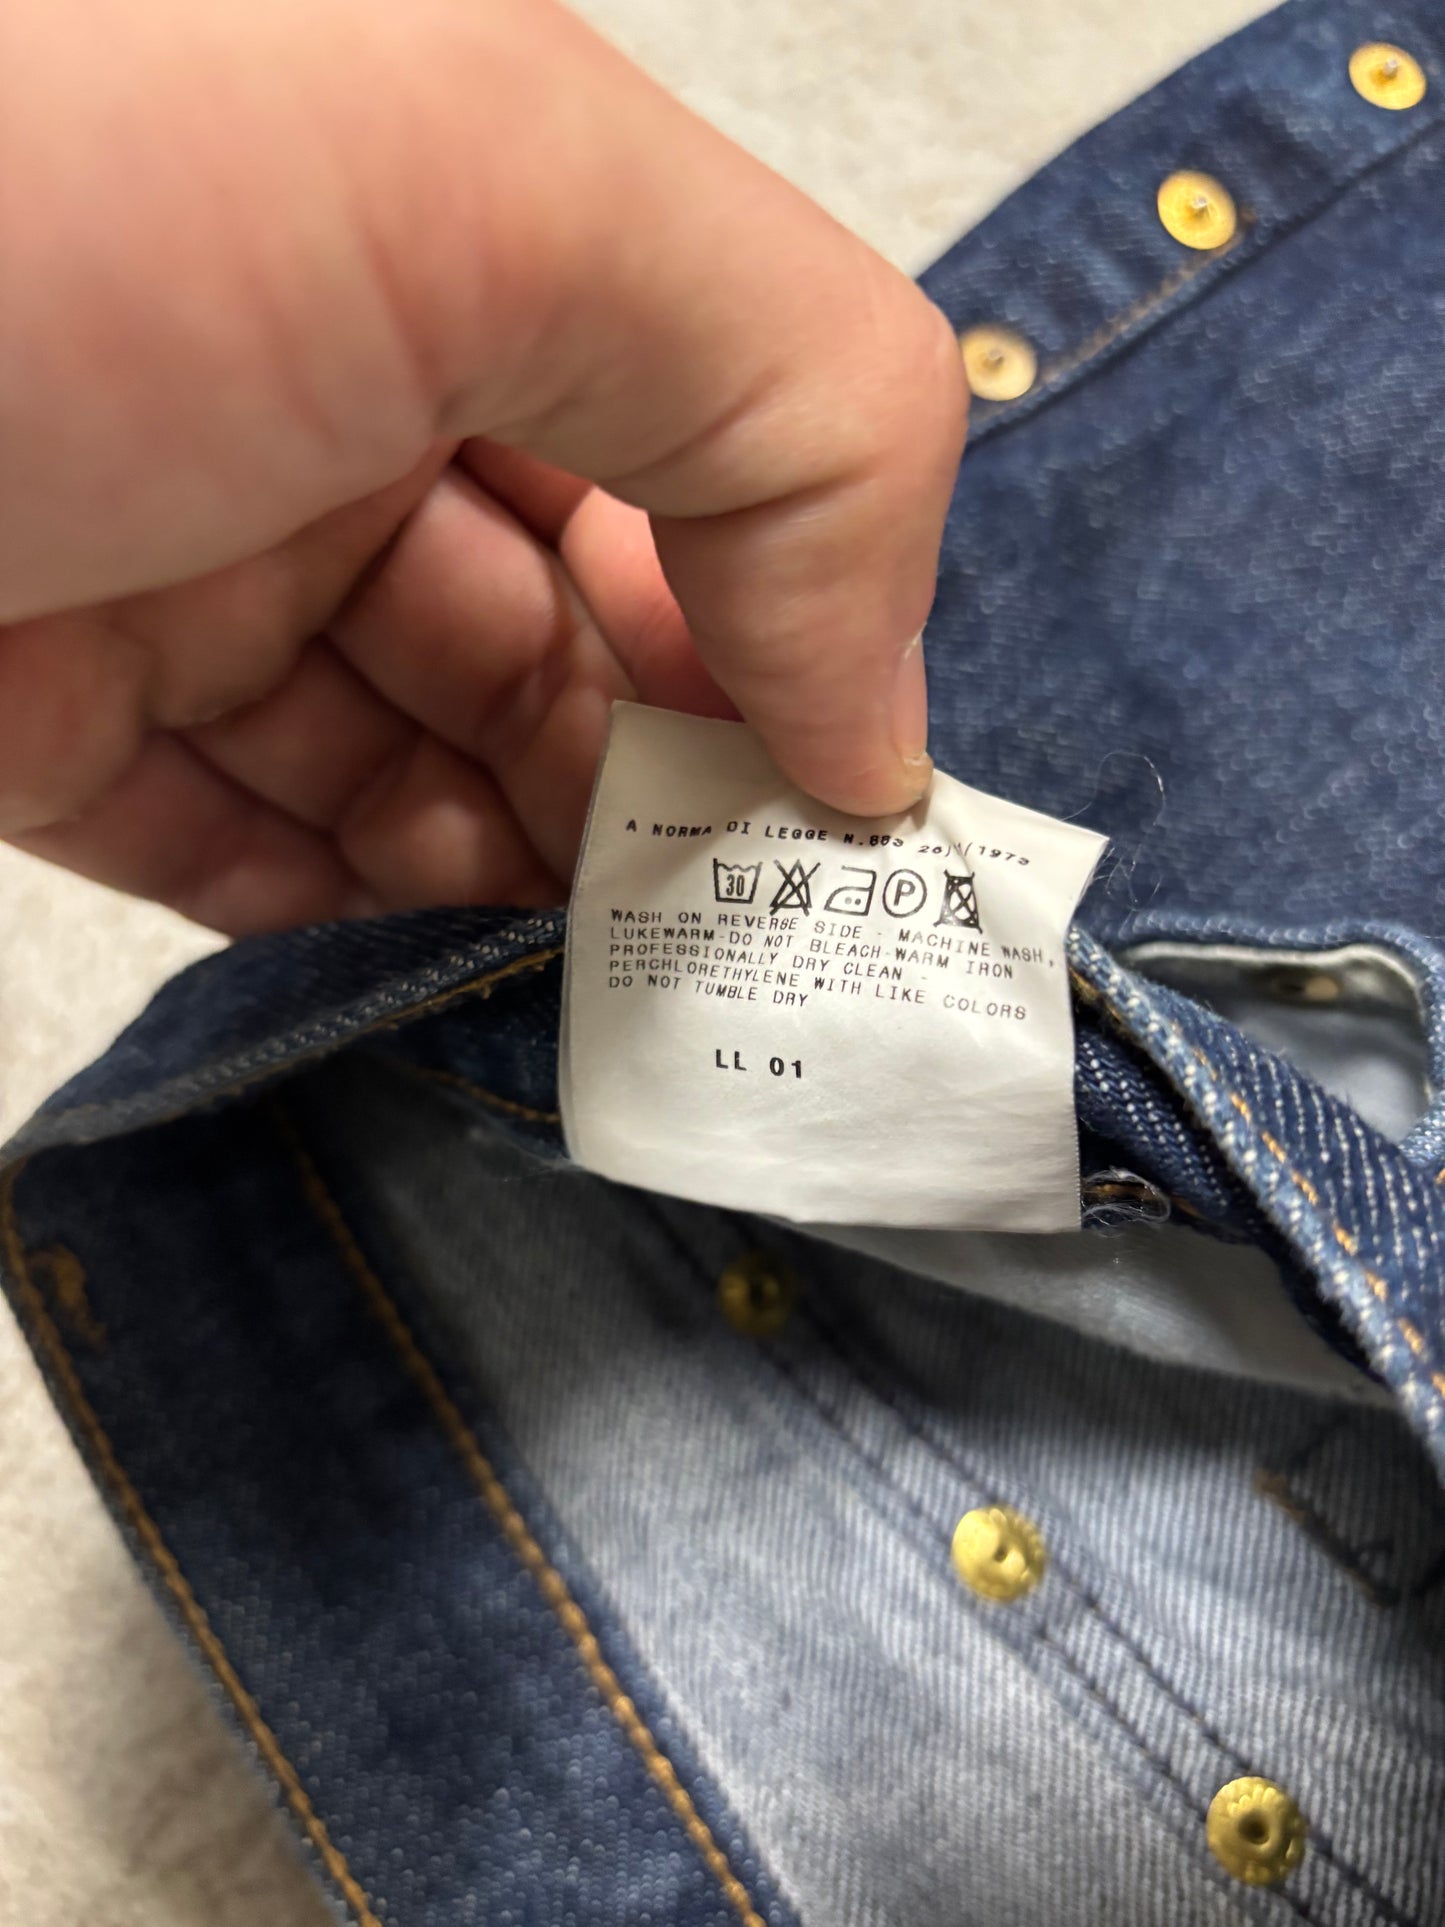 A NORMA DI LEGGE N.883 26)1(1973
30 P
WASH ON REVERSE SIDE - MACHINE WASH,
LUKEWARM-DO NOT BLEACH-WARM IRON
PROFESSIONALLY DRY CLEAN -
PERCHLORETHYLENE WITH LIKE COLORS
DO NOT TUMBLE DRY
LL 01